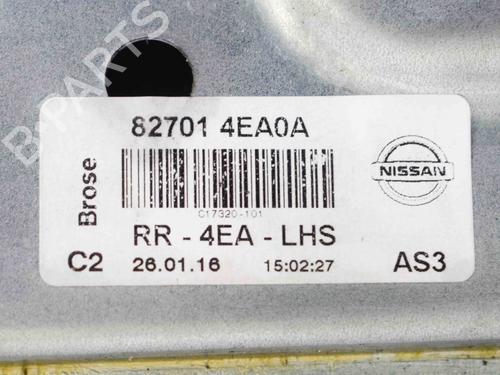 B-PARTS
82701 4EA0A
Brose
C17320-101
NISSAN
RR - 4EA - LHS
C2 26.01.16 15:02:27 AS3